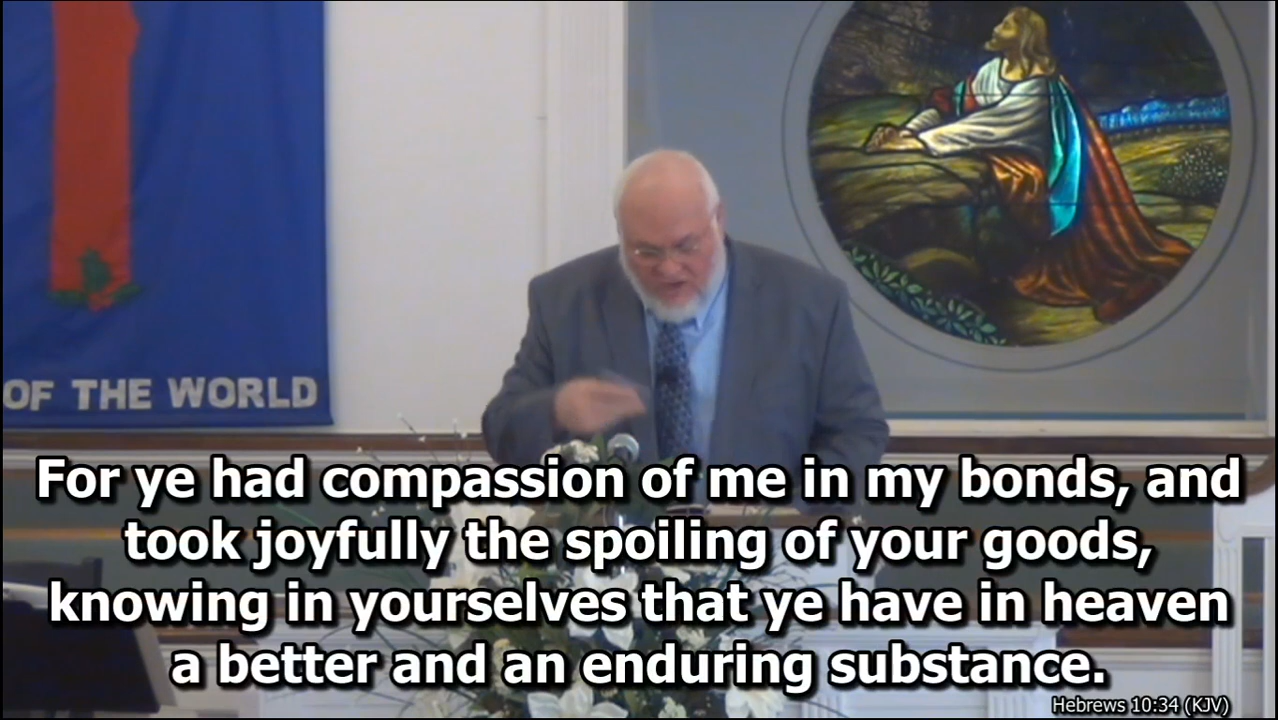 OF THE WORLD
For ye had compassion of me in my bonds, and
took joyfully the spoiling of your goods,
knowing in yourselves that ye have in heaven
a better and an enduring substance.
Hebrews 10:34 (KJV)